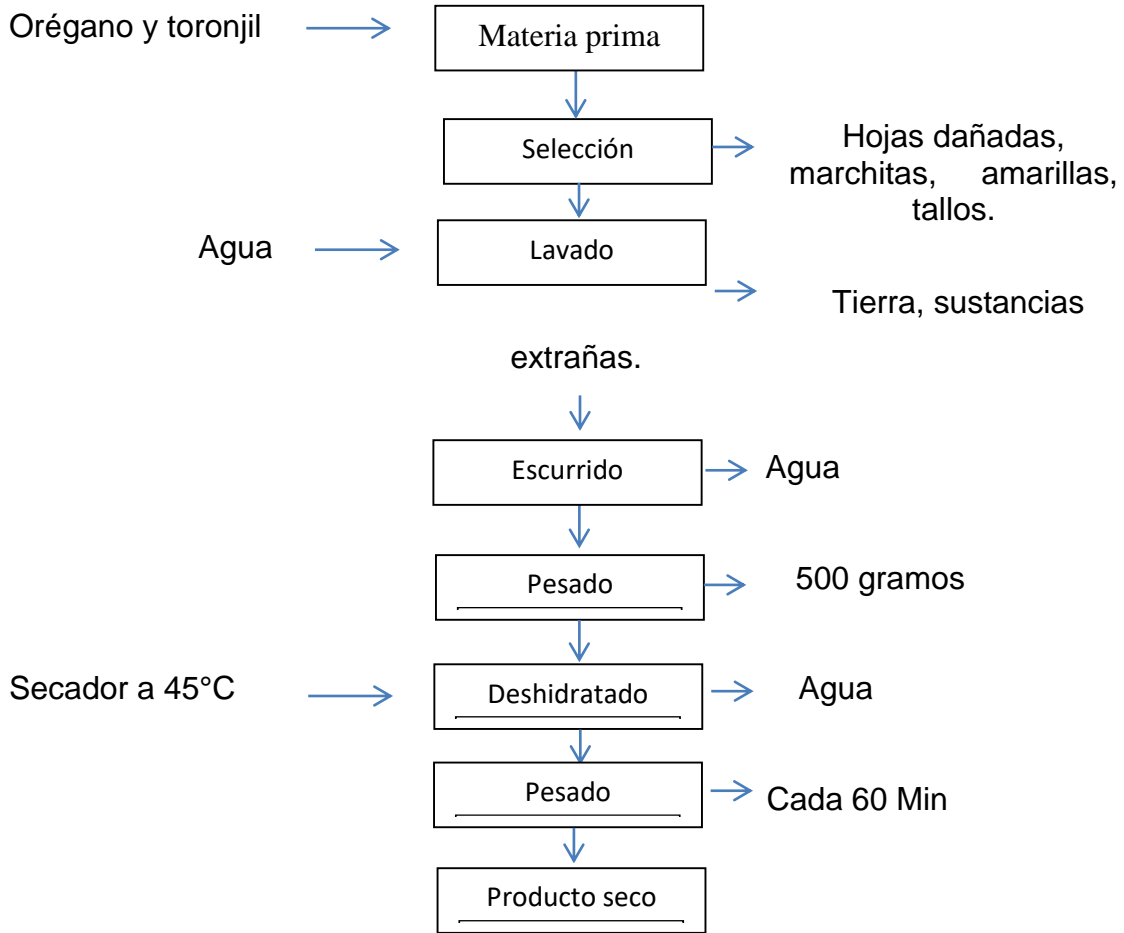 Orégano y toronjil
Materia prima
Selección
Hojas dañadas,
marchitas, amarillas,
tallos.
Agua
Lavado
Tierra, sustancias
extrañas.
Escurrido
Agua
Pesado
500 gramos
Secador a 45°C
Deshidratado
Agua
Pesado
Cada 60 Min
Producto seco